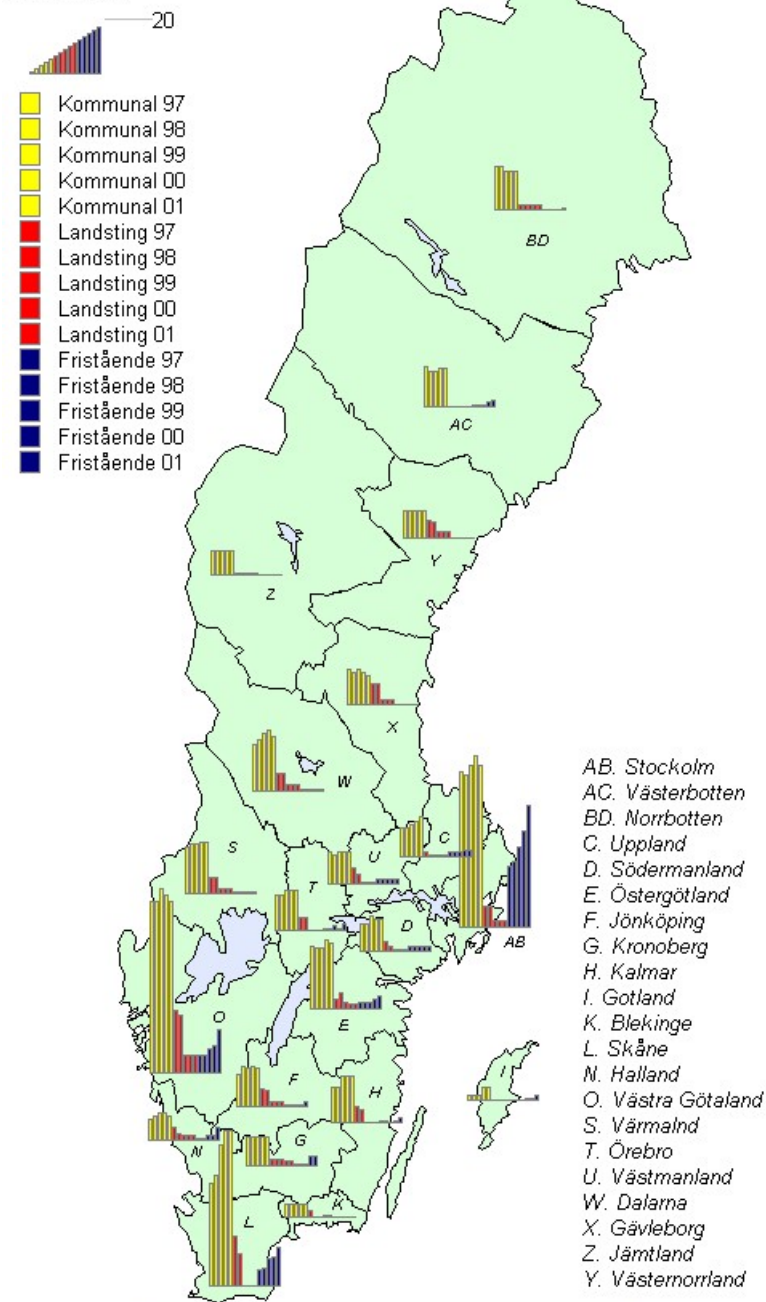 20
Kommunal 97
Kommunal 98
Kommunal 99
Kommunal 00
Kommunal 01
Landsting 97
Landsting 98
Landsting 99
Landsting 00
Landsting 01
Fristående 97
Fristående 98
Fristående 99
Fristående 00
Fristående 01
BD
AC
Y
Z
X
W
S
U
C
T
D
AB
O
E
F
H
I
N
G
K
L
AB. Stockolm
AC. Västerbotten
BD. Norrbotten
C. Uppland
D. Södermanland
E. Östergötland
F. Jönköping
G. Kronoberg
H. Kalmar
I. Gotland
K. Blekinge
L. Skåne
N. Halland
O. Västra Götaland
S. Värmalnd
T. Örebro
U. Västmanland
W. Dalarna
X. Gävleborg
Z. Jämtland
Y. Västernorrland